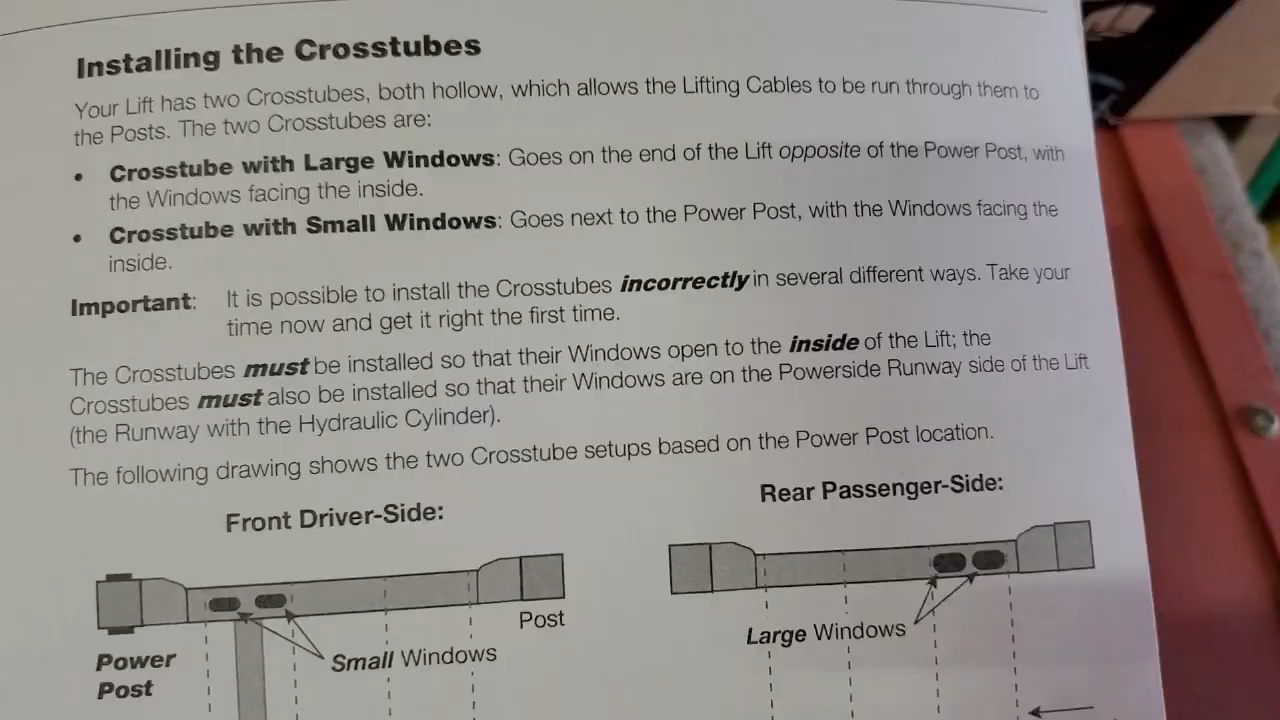 Installing the Crosstubes
Your Lift has two Crosstubes, both hollow, which allows the Lifting Cables to be run through them to
the Posts. The two Crosstubes are:
• Crosstube with Large Windows: Goes on the end of the Lift opposite of the Power Post, with
the Windows facing the inside.
• Crosstube with Small Windows: Goes next to the Power Post, with the Windows facing the
inside.
Important: It is possible to install the Crosstubes incorrectly in several different ways. Take your
time now and get it right the first time.
The Crosstubes must be installed so that their Windows open to the inside of the Lift; the
Crosstubes must also be installed so that their Windows are on the Powerside Runway side of the Lift
(the Runway with the Hydraulic Cylinder).
The following drawing shows the two Crosstube setups based on the Power Post location.
Front Driver-Side:
Post
Small Windows
Power
Post
Rear Passenger-Side:
Large Windows